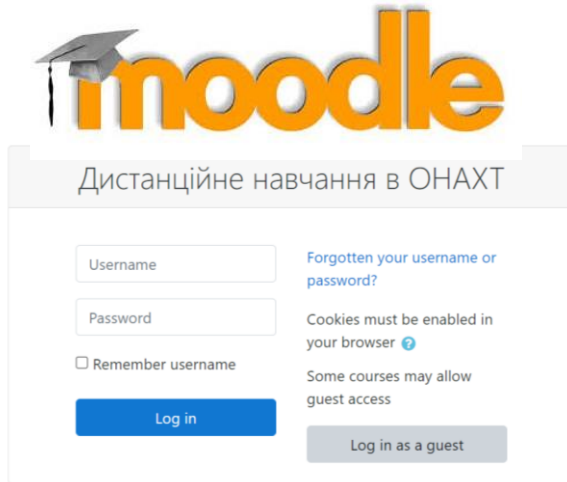 moodle
Дистанційне навчання в ОНАХТ
Username
Password
Remember username
Log in
Forgotten your username or
password?
Cookies must be enabled in
your browser ?
Some courses may allow
guest access
Log in as a guest